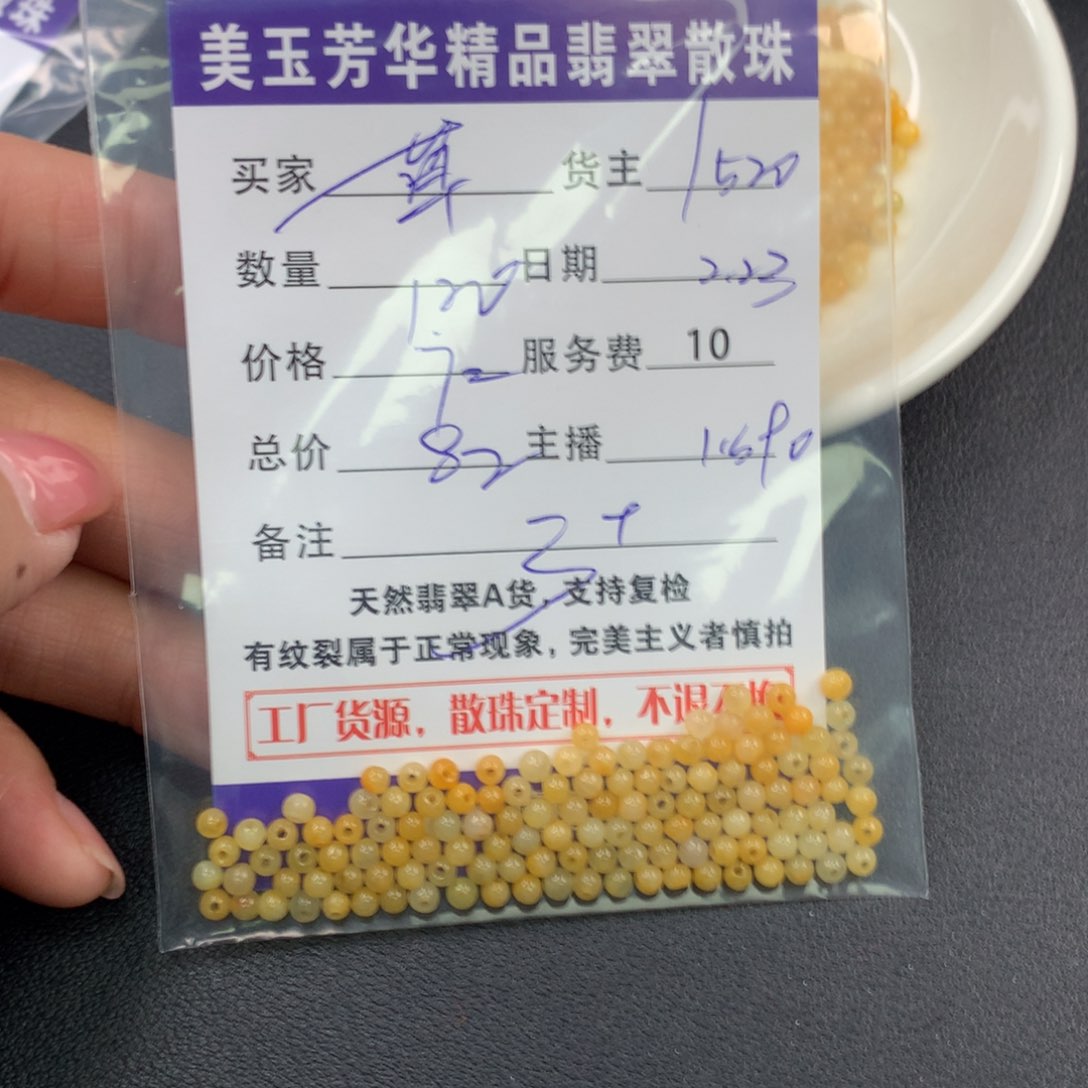 珠
美玉芳华精品翡翠散珠
买家 茸 货主 1520
数量 120 日期 2.23
价格 72 服务费 10
总价 82 主播
备注
天然翡翠A货，支持复检
有纹裂属于正常现象，完美主义者慎拍
工厂货源，散珠定制，不退不换